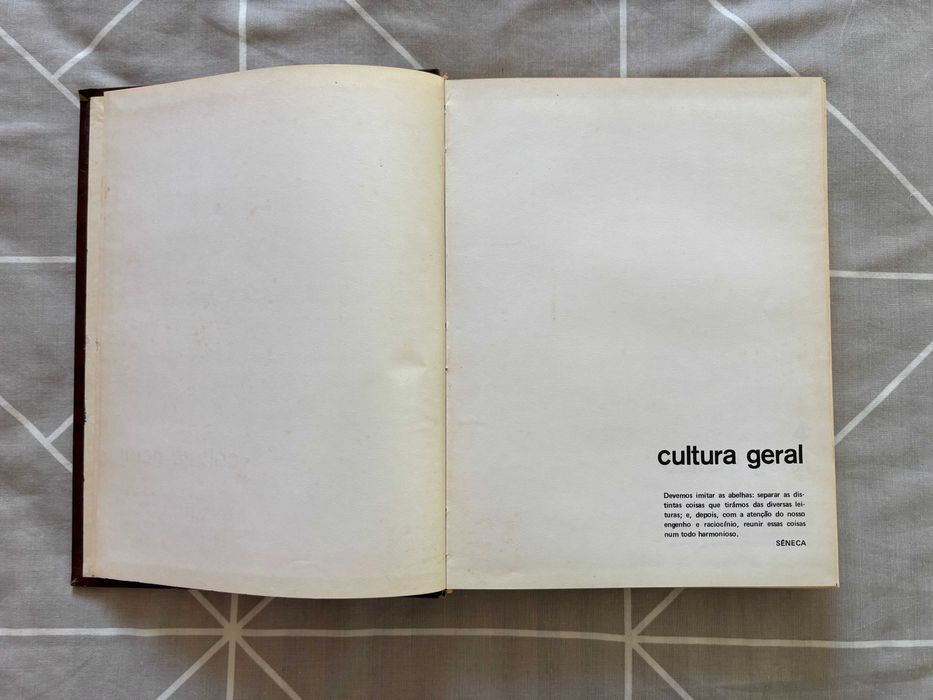 cultura geral
Devemos imitar as abelhas: separar as dis-
tintas coisas que tirámos das diversas lei-
turas; e, depois, com a atenção do nosso
engenho e raciocínio, reunir essas coisas
num todo harmonioso.
SÉNECA